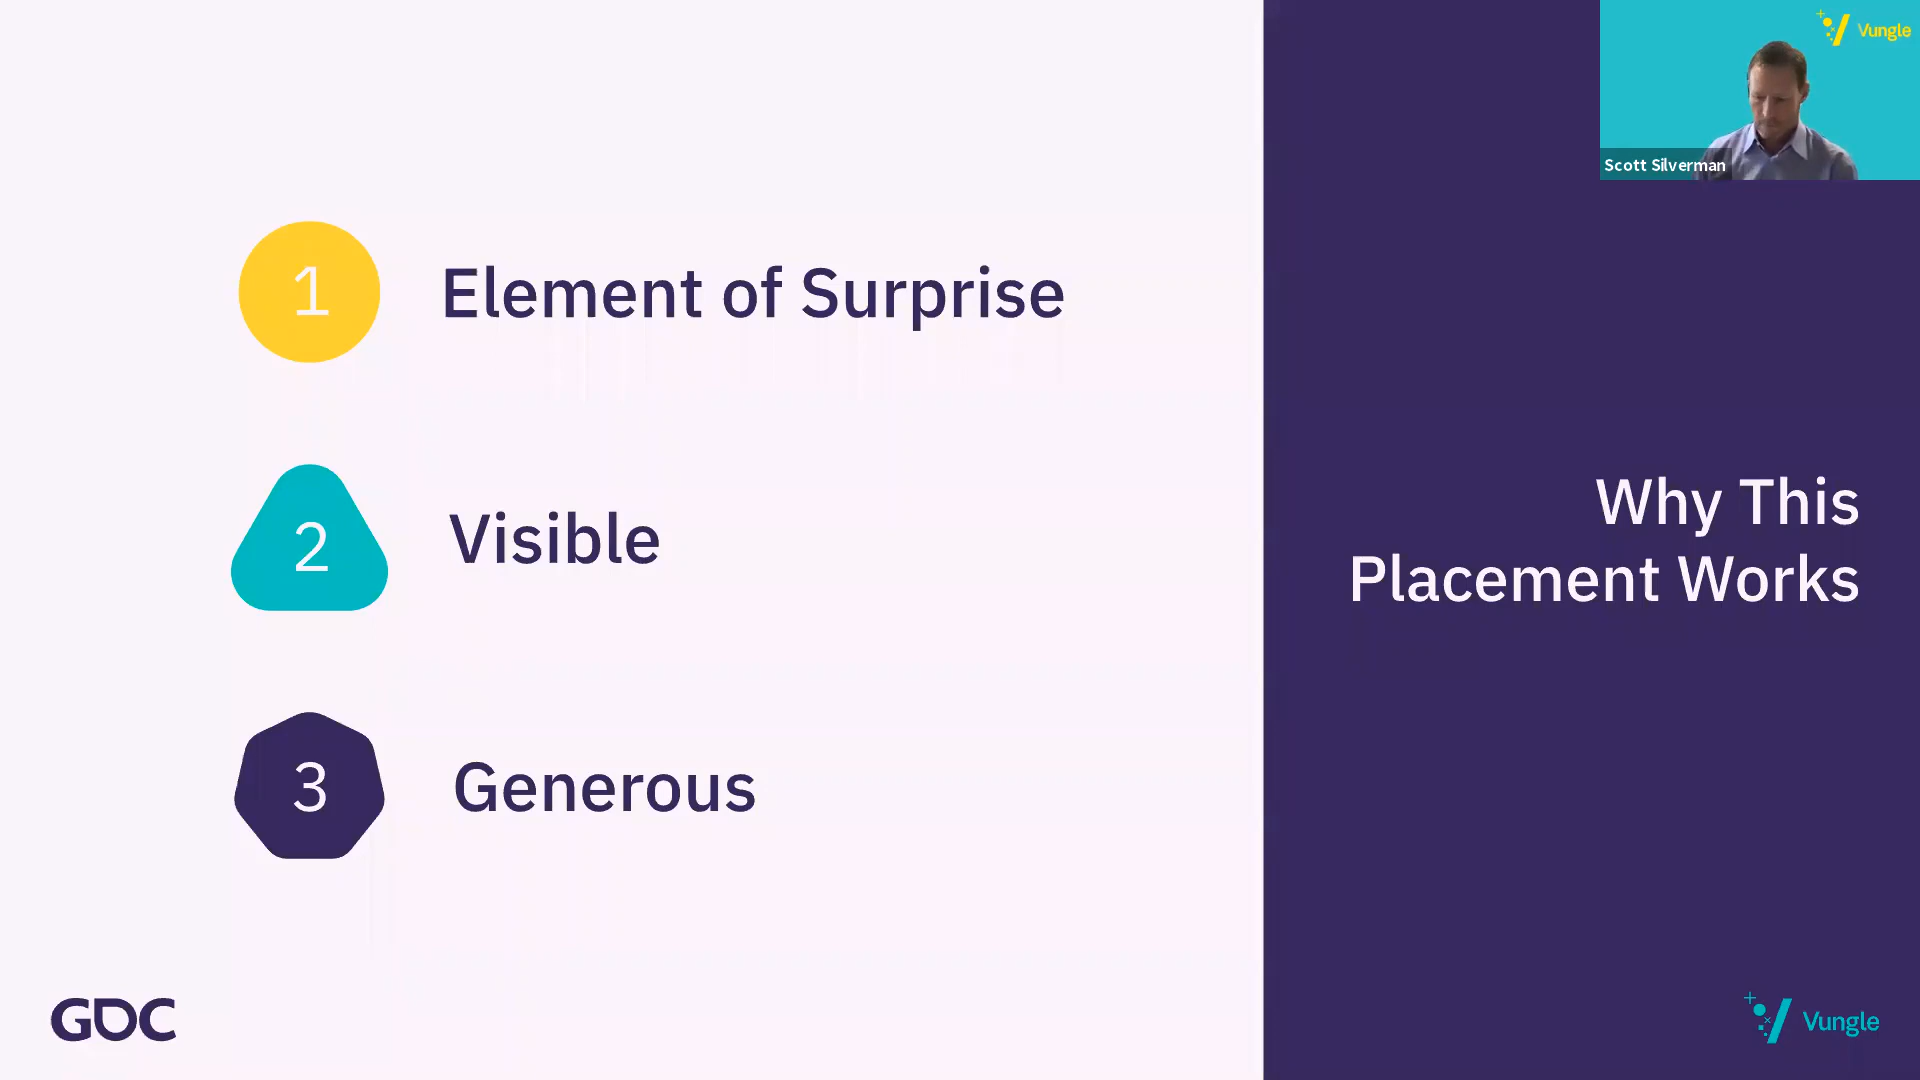 Vungle
Scott Silverman
1 Element of Surprise
2 Visible
3 Generous
Why This
Placement Works
GDC
Vungle